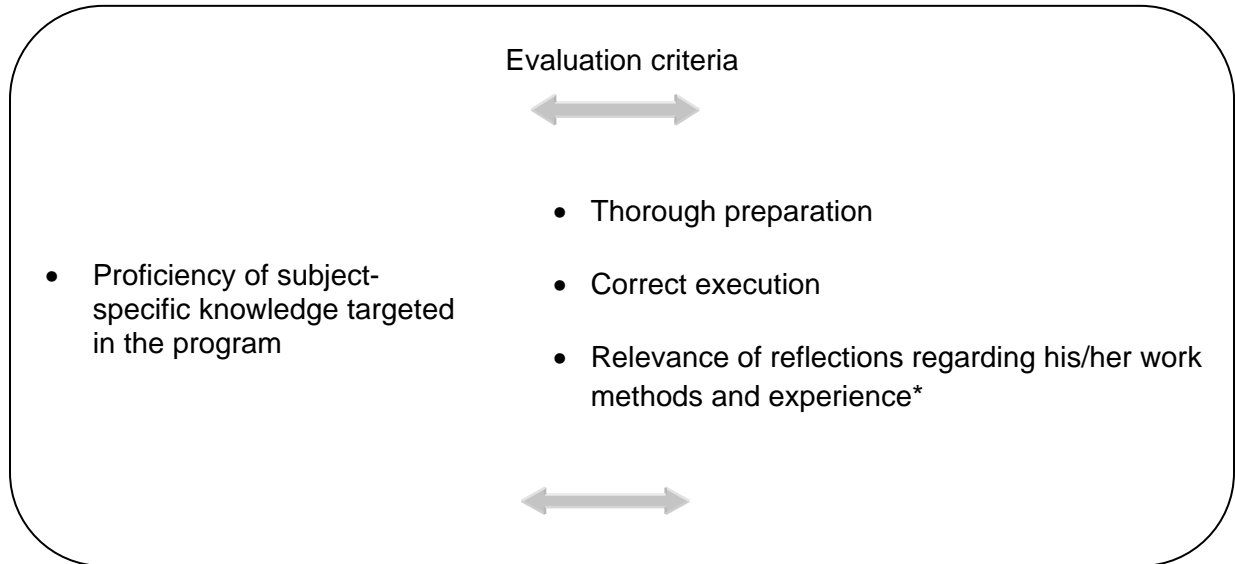 Evaluation criteria
• Proficiency of subject-
specific knowledge targeted
in the program
• Thorough preparation
• Correct execution
• Relevance of reflections regarding his/her work
methods and experience*